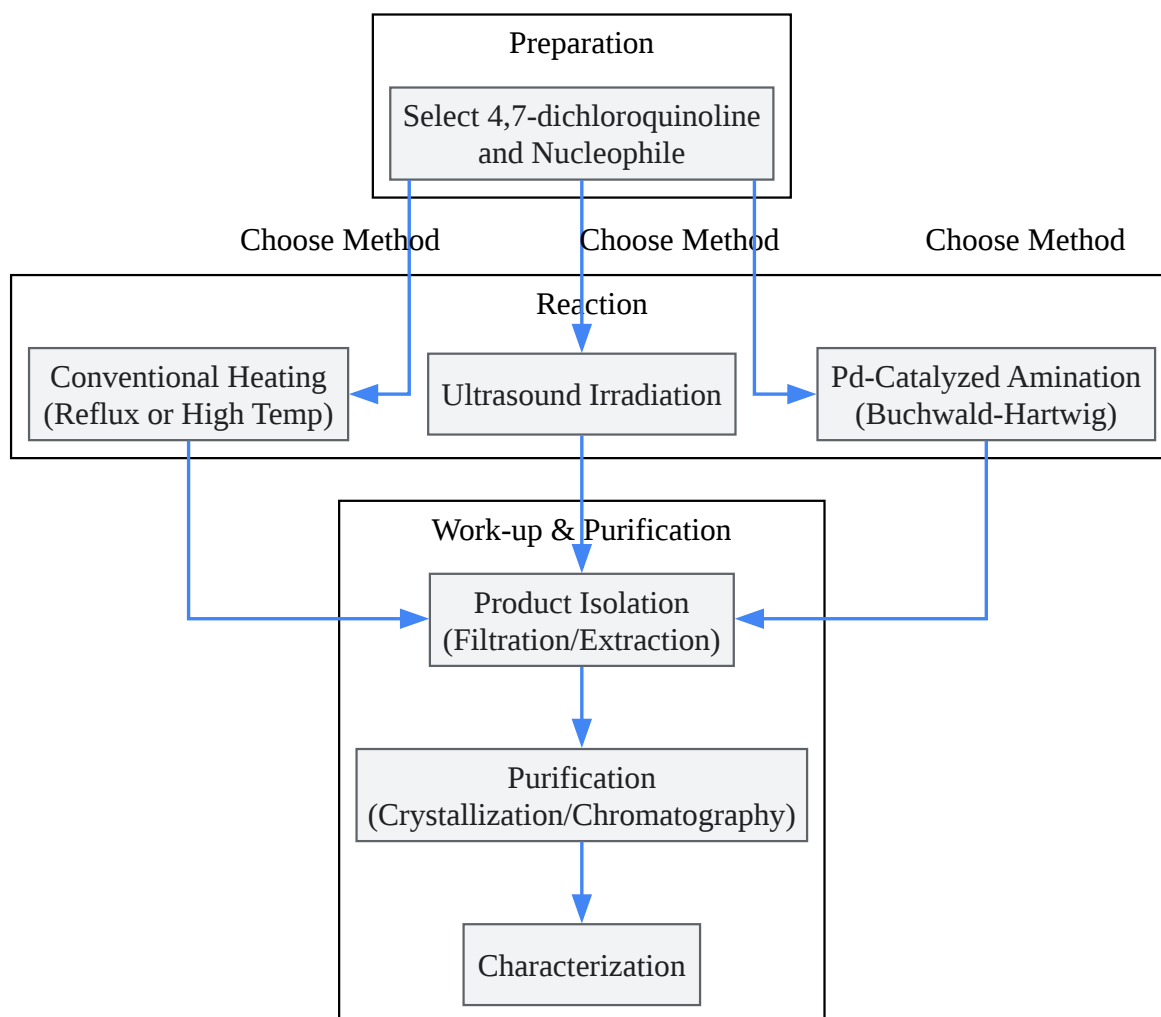 Preparation
Select 4,7-dichloroquinoline
and Nucleophile
Choose Method
Choose Method
Choose Method
Reaction
Conventional Heating
(Reflux or High Temp)
Ultrasound Irradiation
Pd-Catalyzed Amination
(Buchwald-Hartwig)
Work-up & Purification
Product Isolation
(Filtration/Extraction)
Purification
(Crystallization/Chromatography)
Characterization